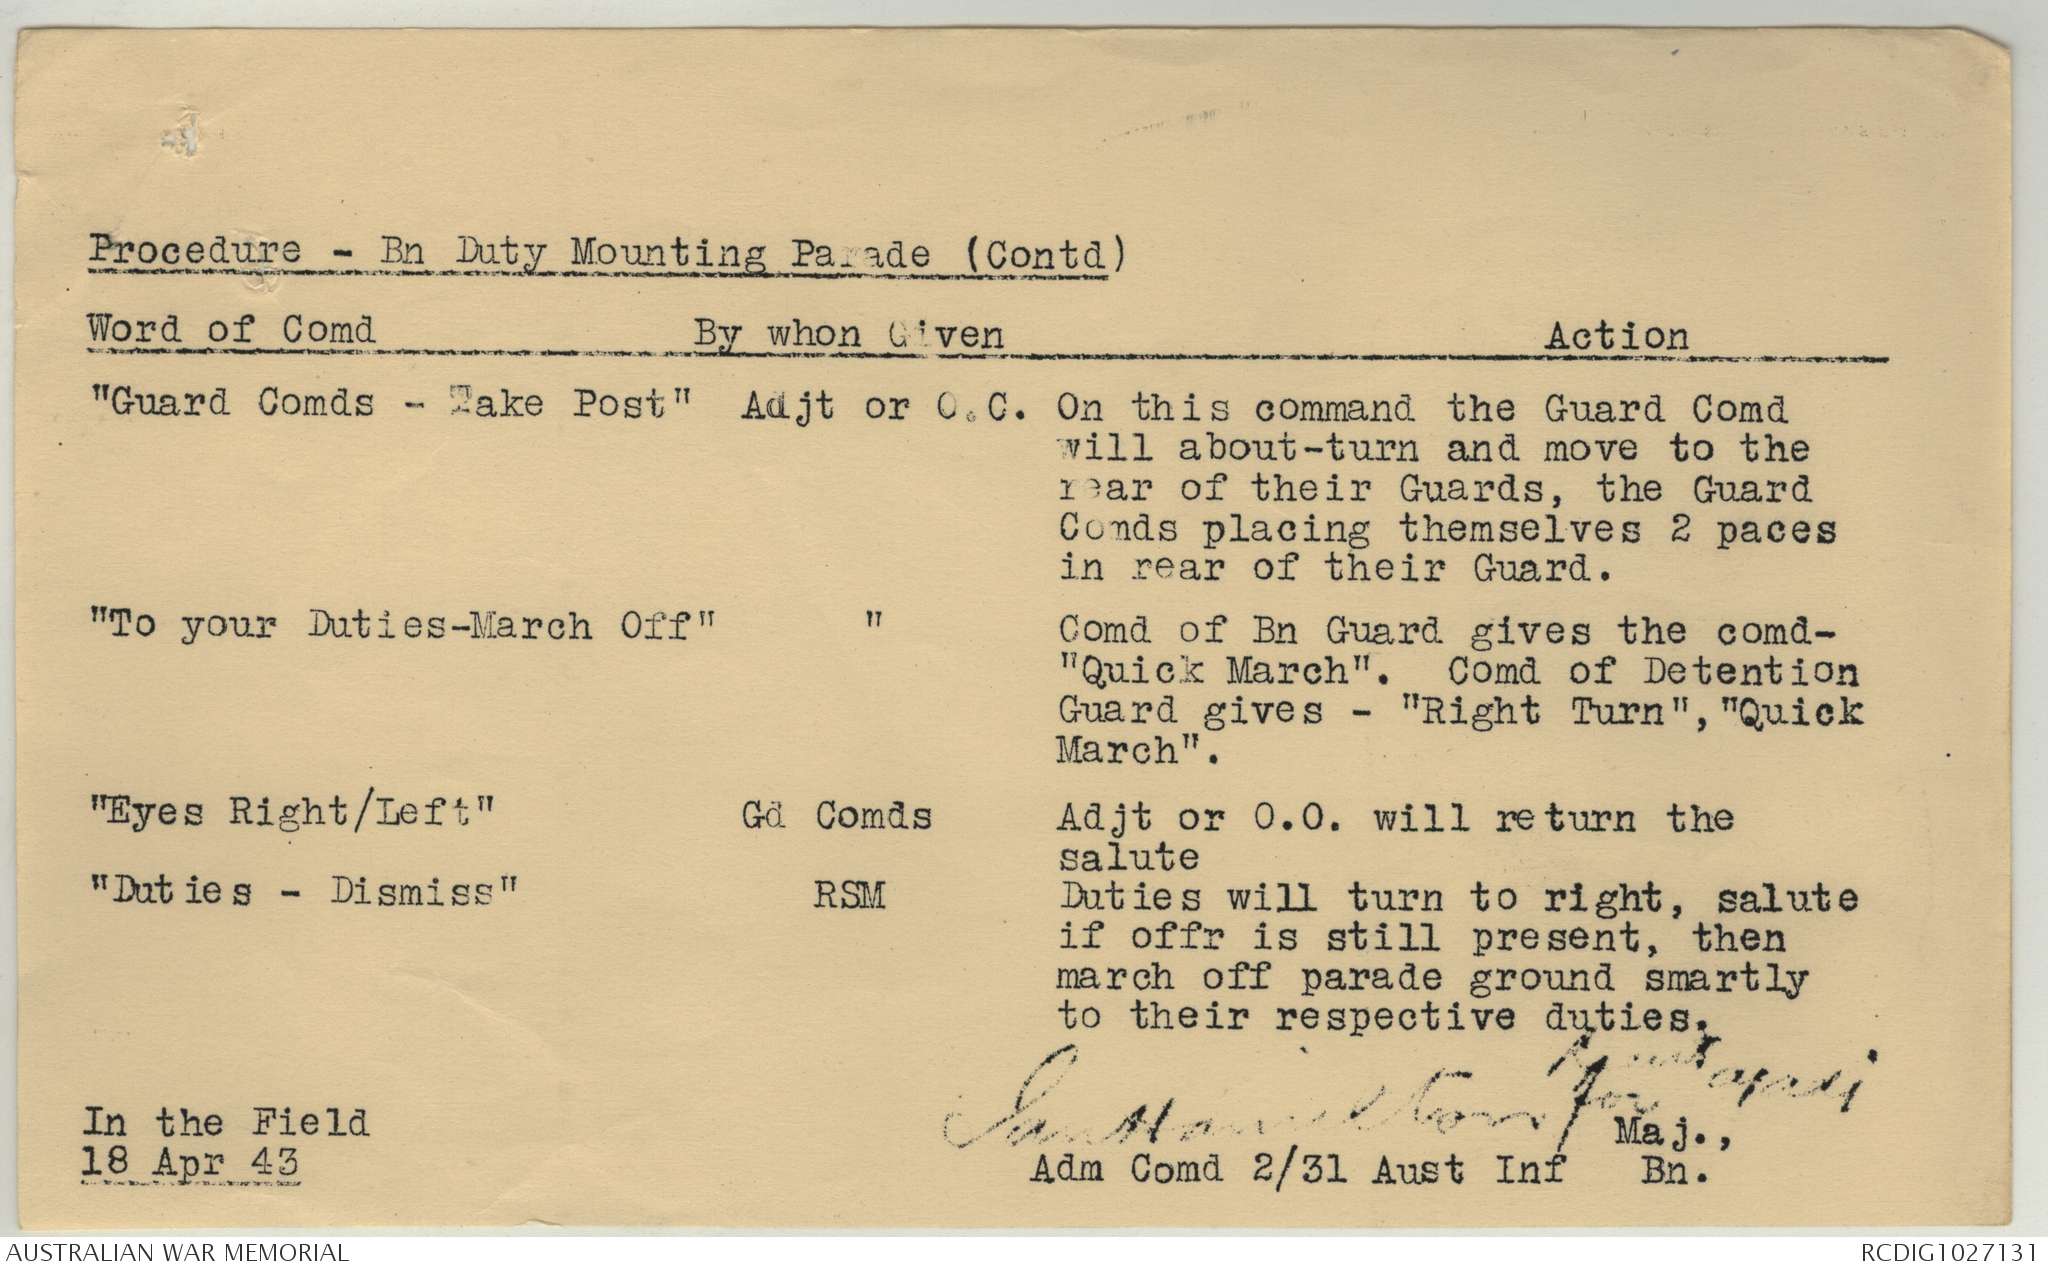 Procedure - Bn Duty Mounting Parade (Contd)
Word of Comd By whon Given Action
"Guard Comds - Take Post" Adjt or O.C. On this command the Guard Comd
will about-turn and move to the
rear of their Guards, the Guard
Comds placing themselves 2 paces
in rear of their Guard.
"To your Duties-March Off" " Comd of Bn Guard gives the comd-
"Quick March". Comd of Detention
Guard gives - "Right Turn","Quick
March".
"Eyes Right/Left" Gd Comds Adjt or O.O. will return the
salute
"Duties - Dismiss" RSM Duties will turn to right, salute
if offr is still present, then
march off parade ground smartly
to their respective duties.
Hamilton for
In the Field Maj.,
18 Apr 43 Adm Comd 2/31 Aust Inf Bn.
AUSTRALIAN WAR MEMORIAL RCDIG1027131